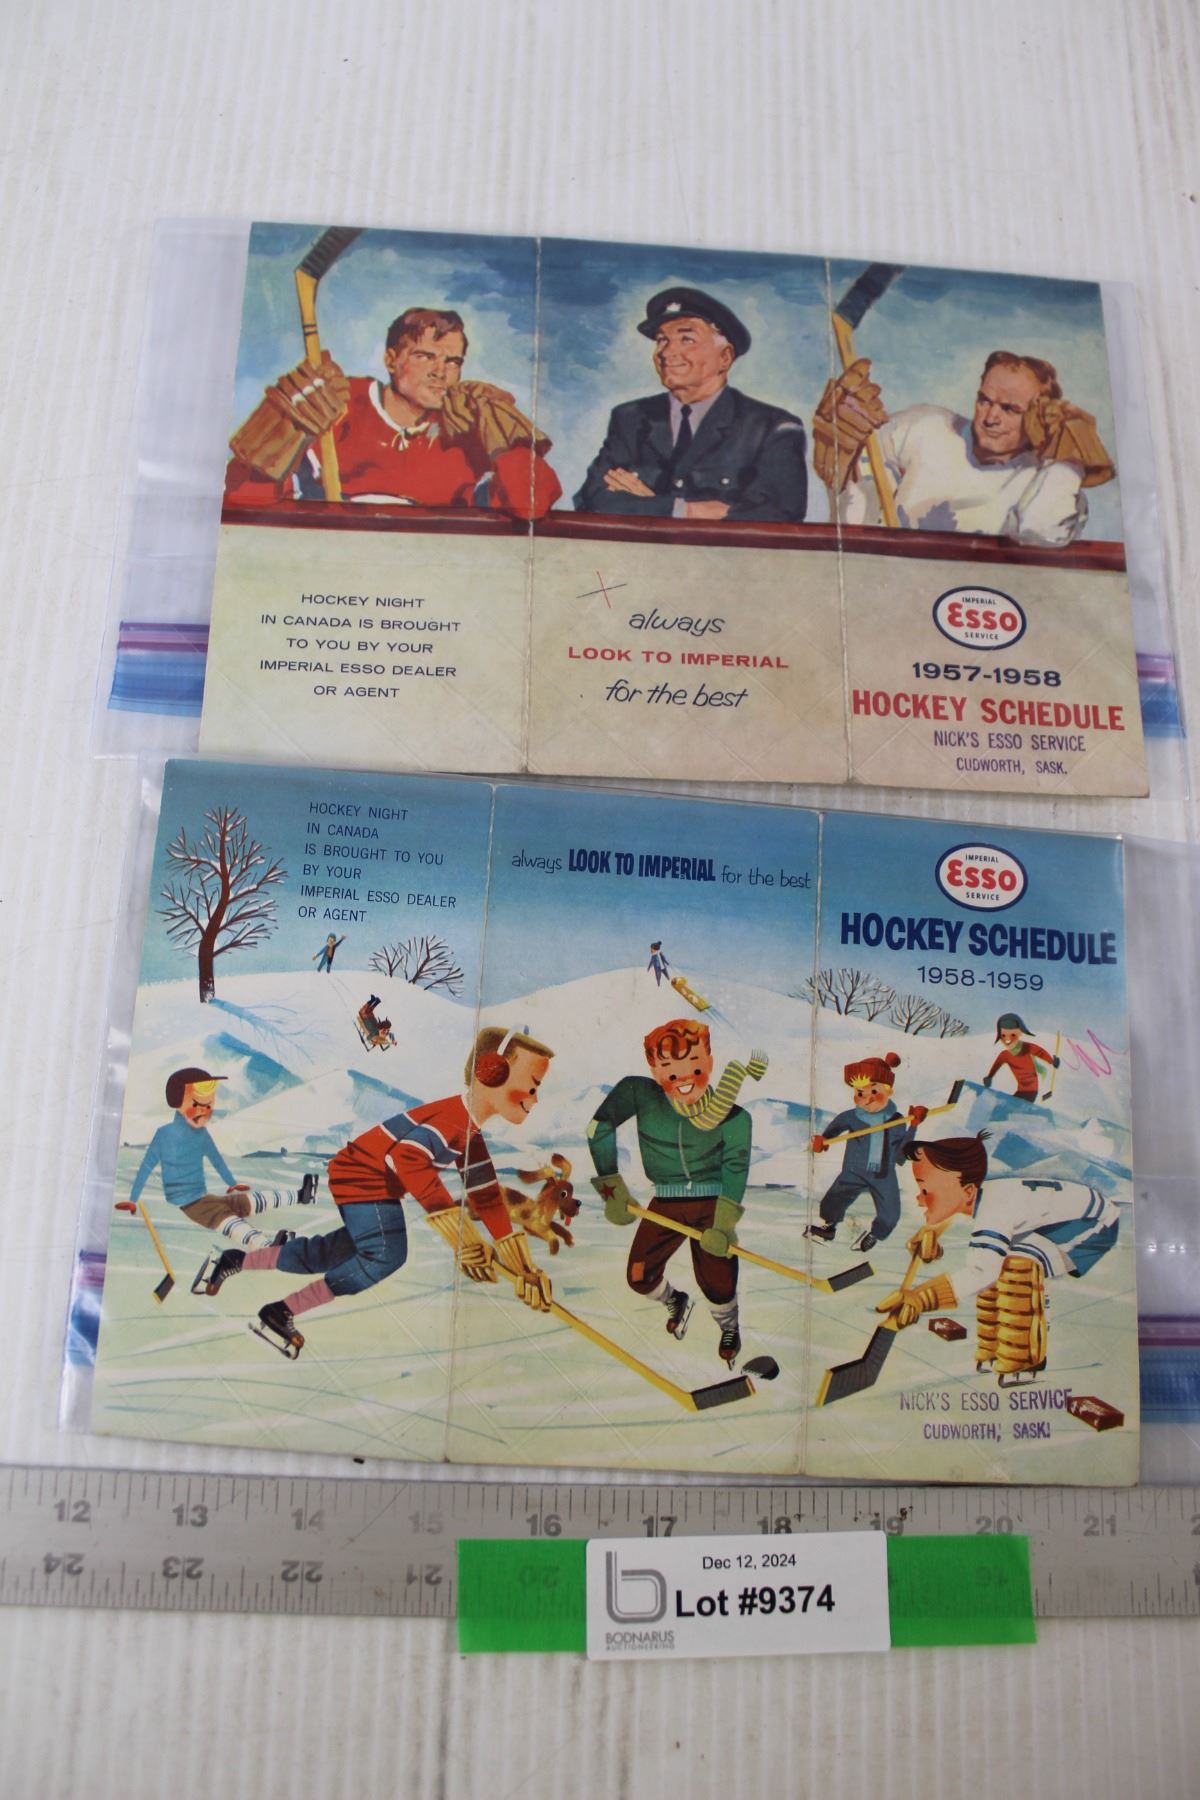 HOCKEY NIGHT
IN CANADA IS BROUGHT
TO YOU BY YOUR
IMPERIAL ESSO DEALER
OR AGENT
always
LOOK TO IMPERIAL
for the best
IMPERIAL
Esso
SERVICE
1957-1958
HOCKEY SCHEDULE
NICK'S ESSO SERVICE
CUDWORTH, SASK.
HOCKEY NIGHT
IN CANADA
IS BROUGHT TO YOU
BY YOUR
IMPERIAL ESSO DEALER
OR AGENT
always LOOK TO IMPERIAL for the best
IMPERIAL
Esso
SERVICE
HOCKEY SCHEDULE
1958-1959
1
NICK'S ESSO SERVICE
CUDWORTH, SASK.
12 13 14 15 16 17 18 19 20 21
24 23 22 21 20 16
Dec 12, 2024
Lot #9374
BODNARUS
AUCTIONEERING